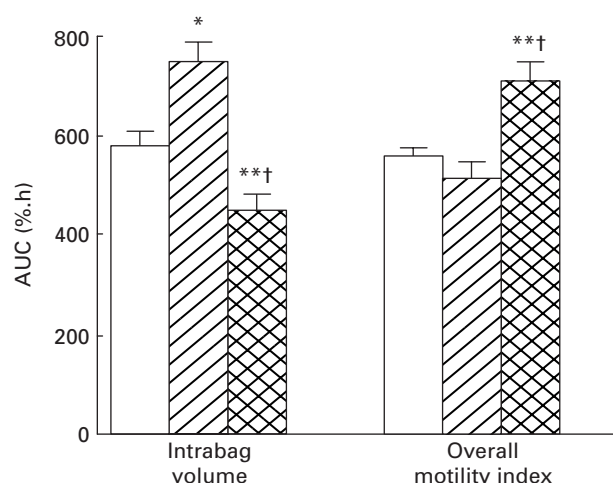 800
600
400
200
0
AUC (%.h)
*
**†
**†
Intrabag
volume
Overall
motility index